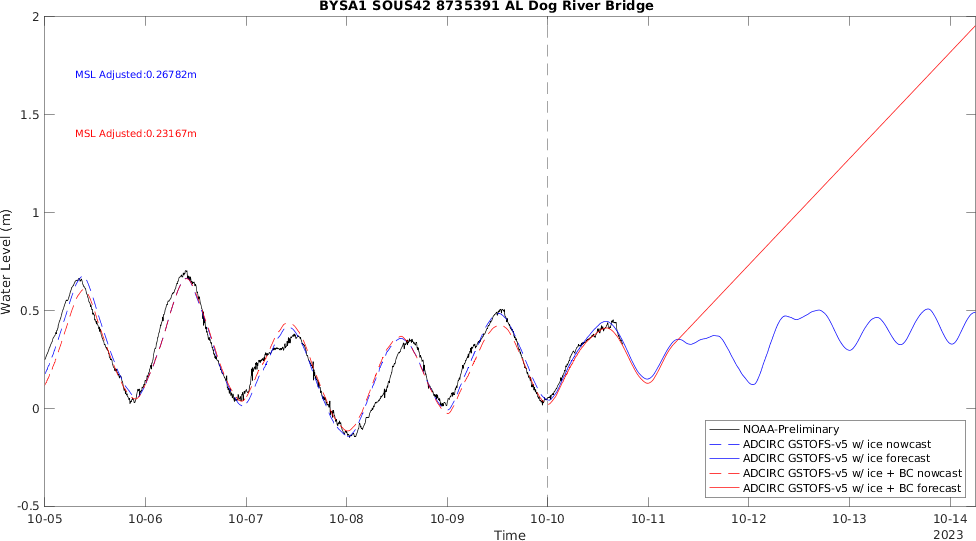 BYSA1 SOUS42 8735391 AL Dog River Bridge
2
1.5
1
0.5
0
-0.5
Water Level (m)
MSL Adjusted:0.26782m
MSL Adjusted:0.23167m
NOAA-Preliminary
ADCIRC GSTOFS-v5 w/ ice nowcast
ADCIRC GSTOFS-v5 w/ ice forecast
ADCIRC GSTOFS-v5 w/ ice + BC nowcast
ADCIRC GSTOFS-v5 w/ ice + BC forecast
10-05 10-06 10-07 10-08 10-09 10-10 10-11 10-12 10-13 10-14
Time
2023